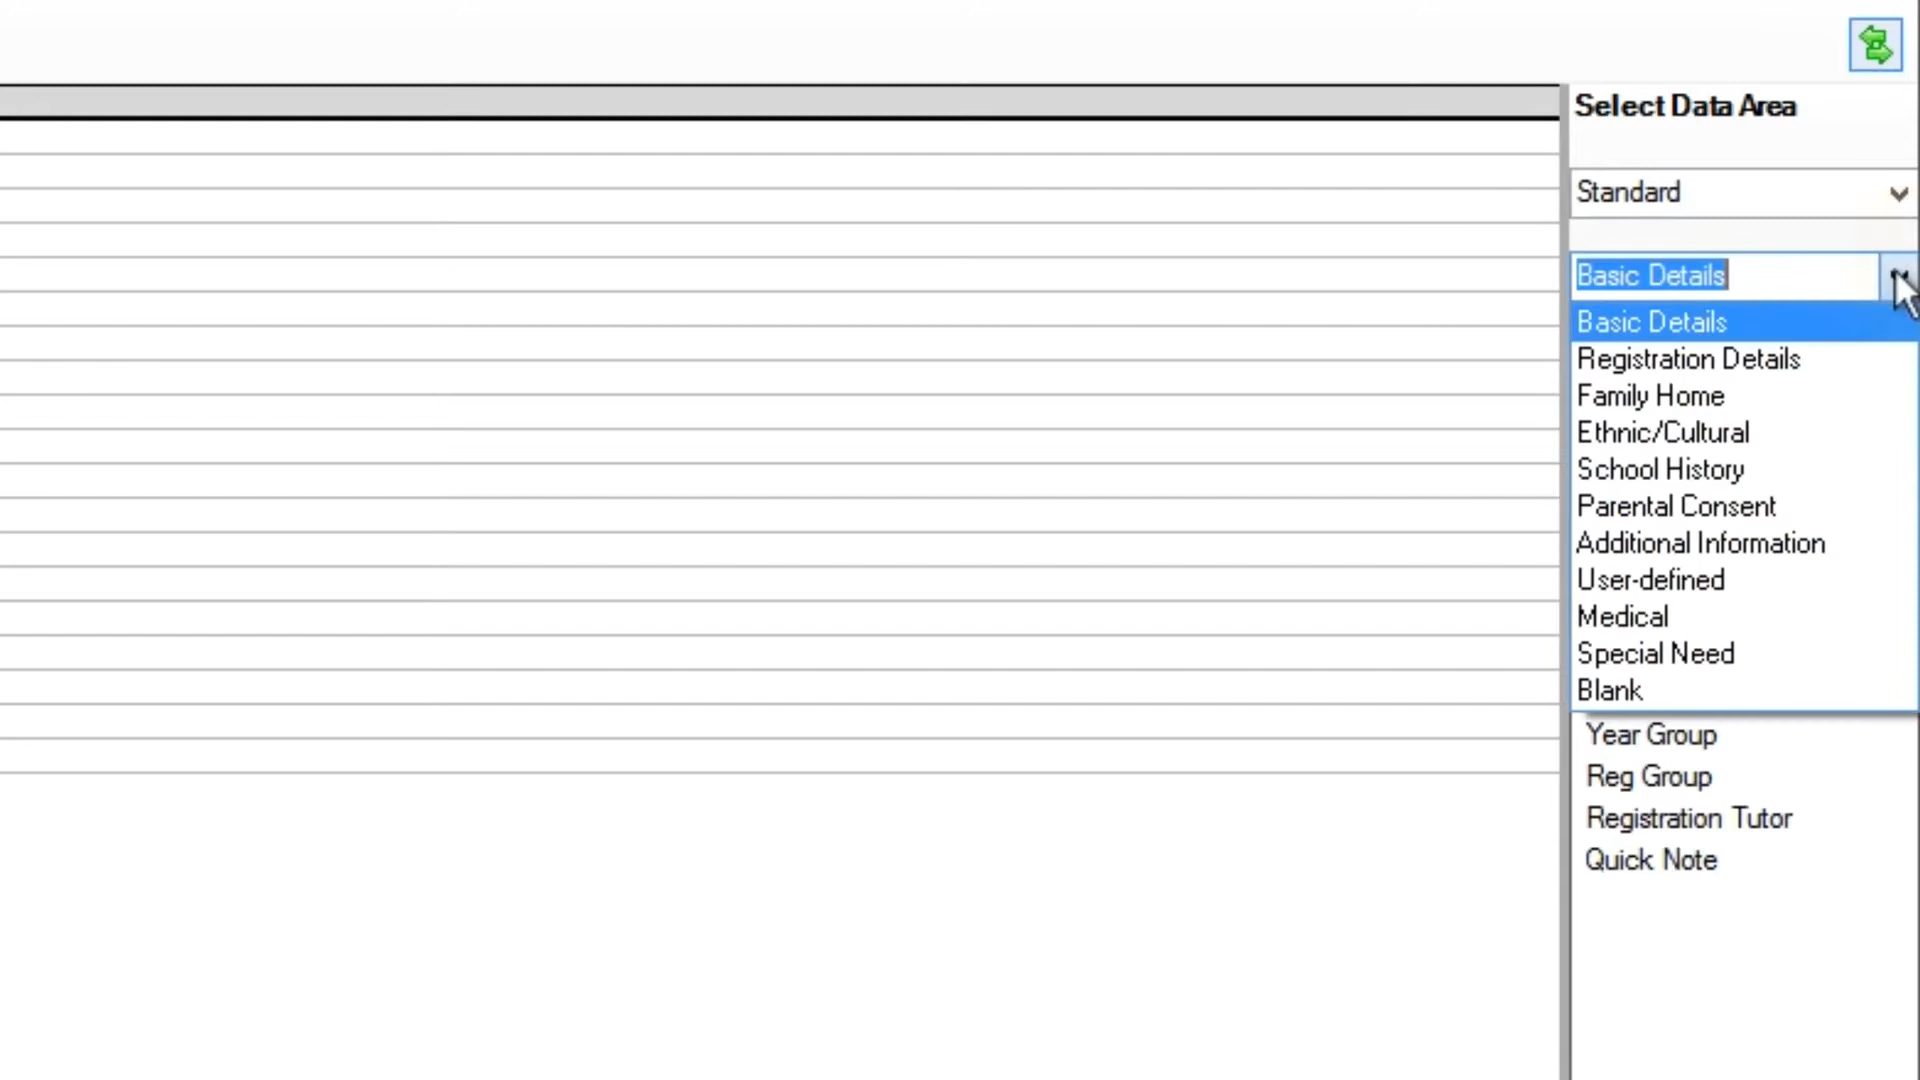 Select Data Area
Standard
Basic Details
Basic Details
Registration Details
Family Home
Ethnic/Cultural
School History
Parental Consent
Additional Information
User-defined
Medical
Special Need
Blank
Year Group
Reg Group
Registration Tutor
Quick Note